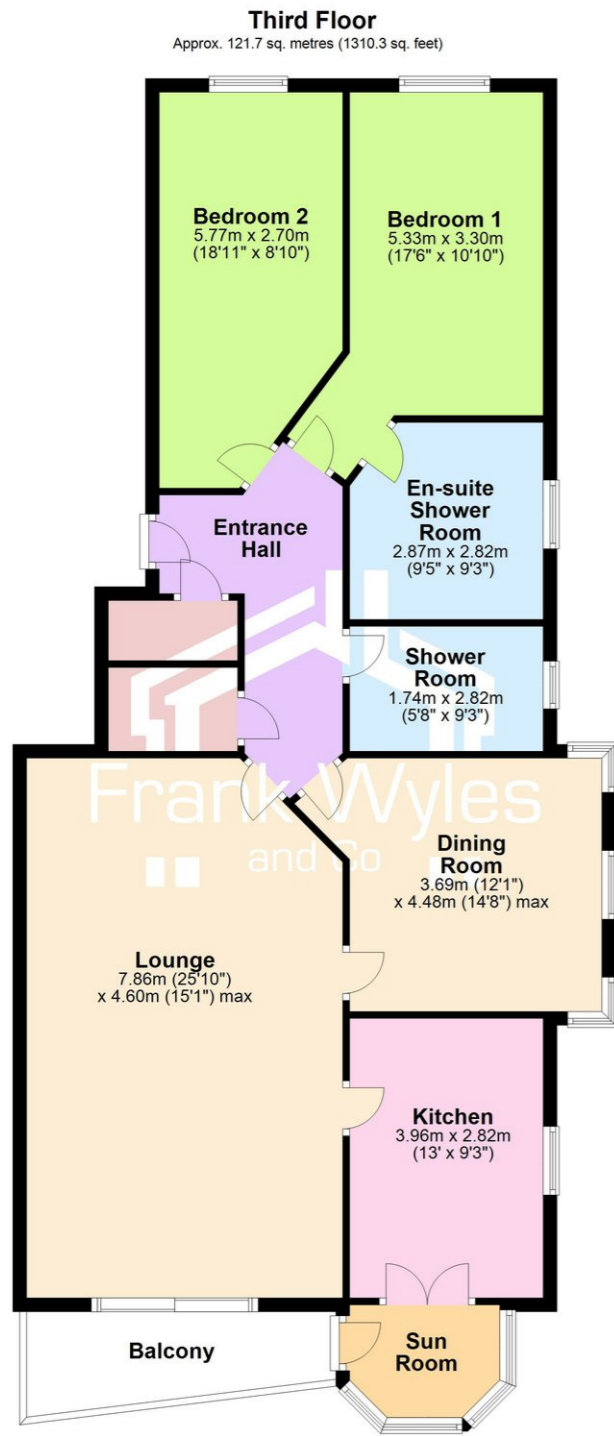 Third Floor
Approx. 121.7 sq. metres (1310.3 sq. feet)
Bedroom 2
5.77m x 2.70m
(18'11" x 8'10")
Bedroom 1
5.33m x 3.30m
(17'6" x 10'10")
En-suite
Shower
Room
2.87m x 2.82m
(9'5" x 9'3")
Entrance
Hall
Shower
Room
1.74m x 2.82m
(5'8" x 9'3")
Frank Wyles
and Co
Dining
Room
3.69m (12'1")
x 4.48m (14'8") max
Lounge
7.86m (25'10")
x 4.60m (15'1") max
Kitchen
3.96m x 2.82m
(13' x 9'3")
Balcony
Sun
Room